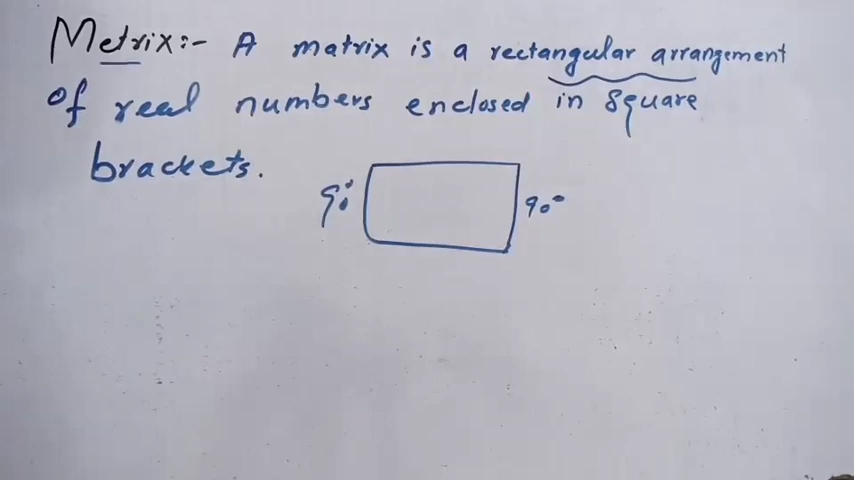 Metrix:- A matrix is a rectangular arrangement
of real numbers enclosed in square
brackets.
90° 90°